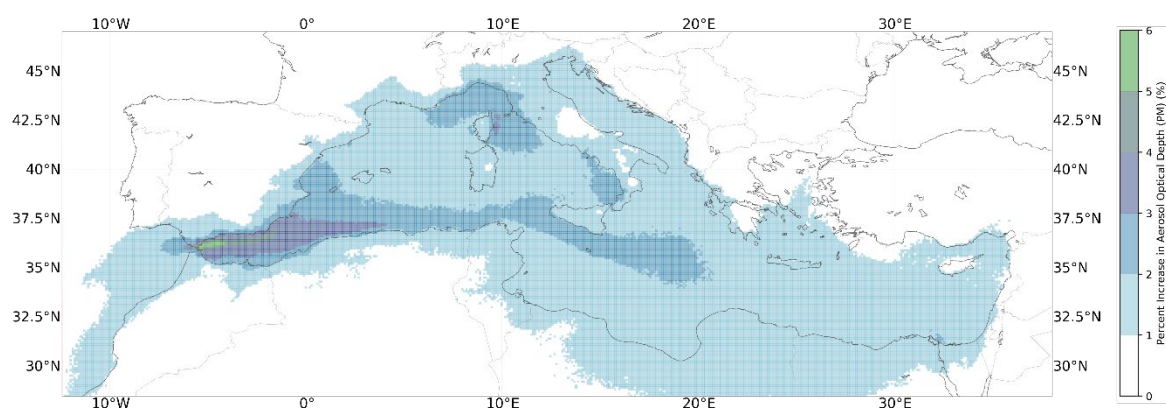 10°W 0° 10°E 20°E 30°E
45°N 45°N
42.5°N 42.5°N
40°N 40°N
37.5°N 37.5°N
35°N 35°N
32.5°N 32.5°N
30°N 30°N
10°W 0° 10°E 20°E 30°E
6
5
4
3
2
1
0
Percent Increase in Aerosol Optical Depth (PM) (%)